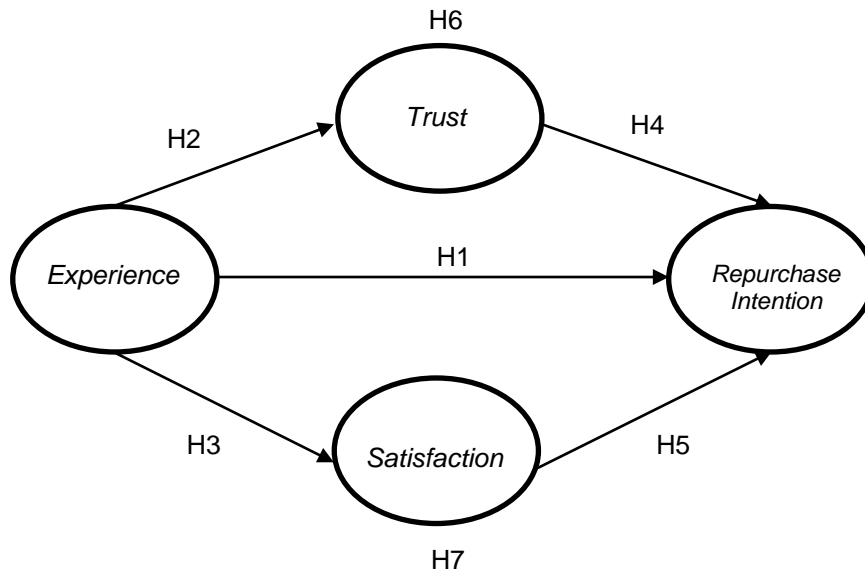 H6
Trust
H2
H4
H1
Experience
Repurchase
Intention
H3
Satisfaction
H5
H7